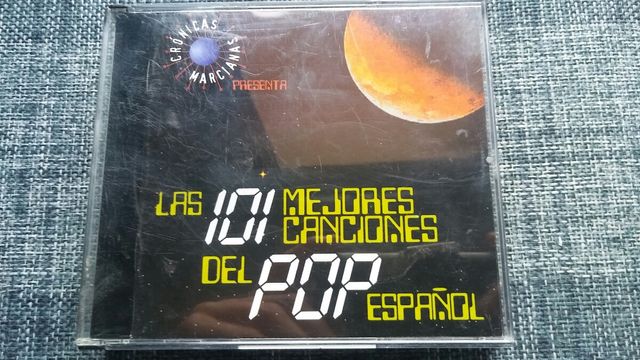 CRÓNICAS
MARCIANAS
PRESENTA
LAS 101 MEJORES
CANCIONES
DEL POP ESPAÑOL